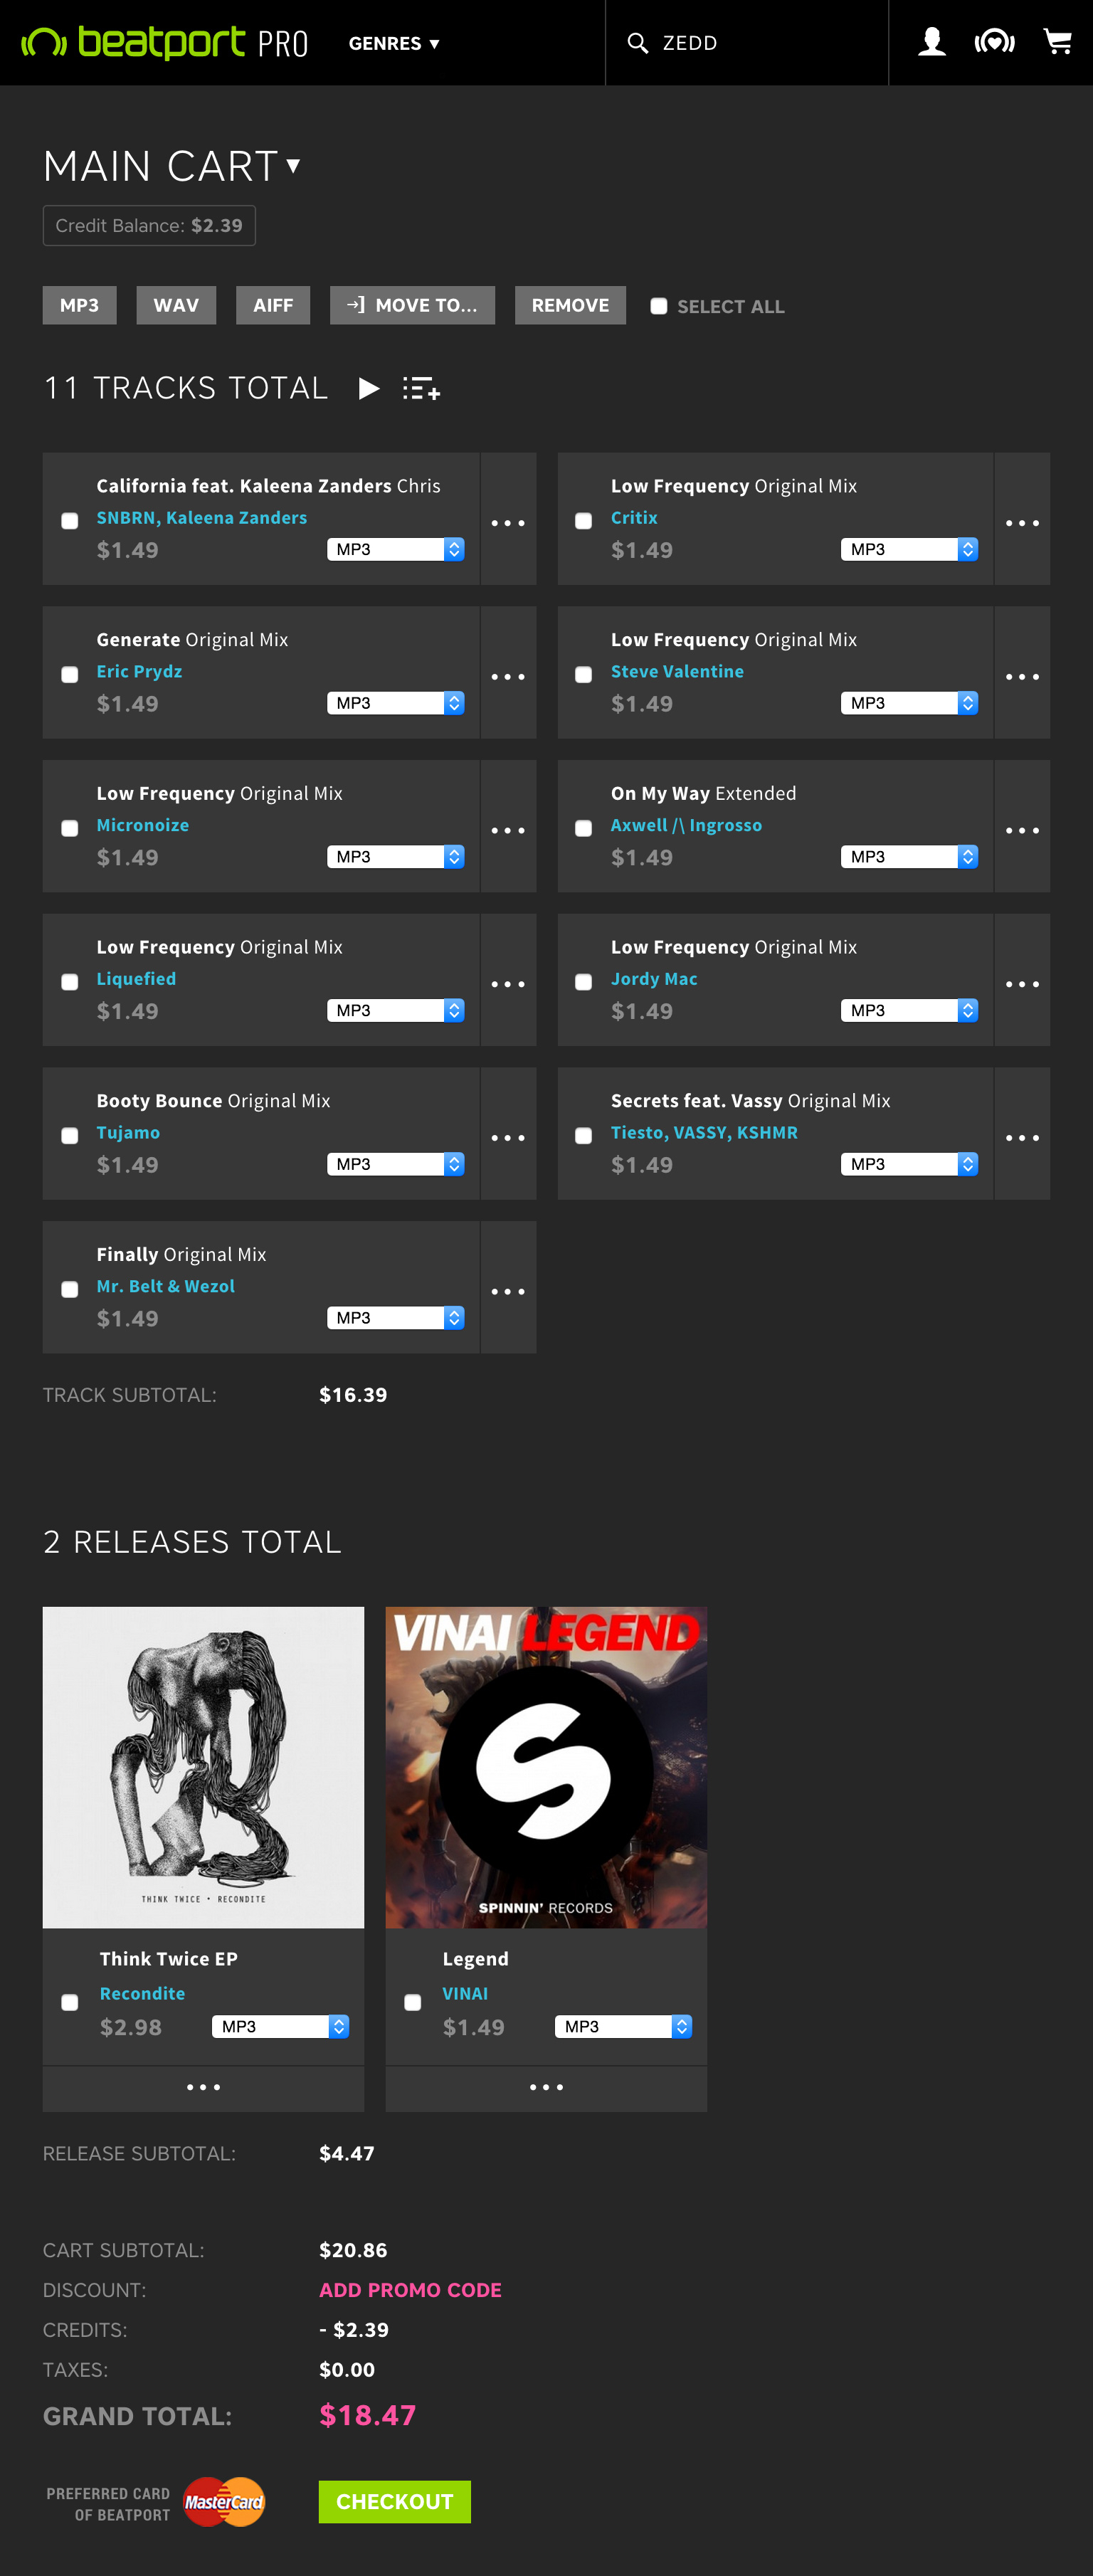 beatport PRO
GENRES ▼
ZEDD
MAIN CART ▾
Credit Balance: $2.39
MP3
WAV
AIFF
MOVE TO...
REMOVE
SELECT ALL
11 TRACKS TOTAL
California feat. Kaleena Zanders Chris
SNBRN, Kaleena Zanders
$1.49
MP3
Low Frequency Original Mix
Critix
$1.49
MP3
Generate Original Mix
Eric Prydz
$1.49
MP3
Low Frequency Original Mix
Steve Valentine
$1.49
MP3
Low Frequency Original Mix
Micronoize
$1.49
MP3
On My Way Extended
Axwell /\ Ingrosso
$1.49
MP3
Low Frequency Original Mix
Liquefied
$1.49
MP3
Low Frequency Original Mix
Jordy Mac
$1.49
MP3
Booty Bounce Original Mix
Tujamo
$1.49
MP3
Secrets feat. Vassy Original Mix
Tiesto, VASSY, KSHMR
$1.49
MP3
Finally Original Mix
Mr. Belt & Wezol
$1.49
MP3
TRACK SUBTOTAL: $16.39
2 RELEASES TOTAL
THINK TWICE • RECONDITE
Think Twice EP
Recondite
$2.98
MP3
VINAI LEGEND
S
SPINNIN' RECORDS
Legend
VINAI
$1.49
MP3
RELEASE SUBTOTAL: $4.47
CART SUBTOTAL: $20.86
DISCOUNT: ADD PROMO CODE
CREDITS: - $2.39
TAXES: $0.00
GRAND TOTAL: $18.47
PREFERRED CARD
OF BEATPORT
MasterCard
CHECKOUT